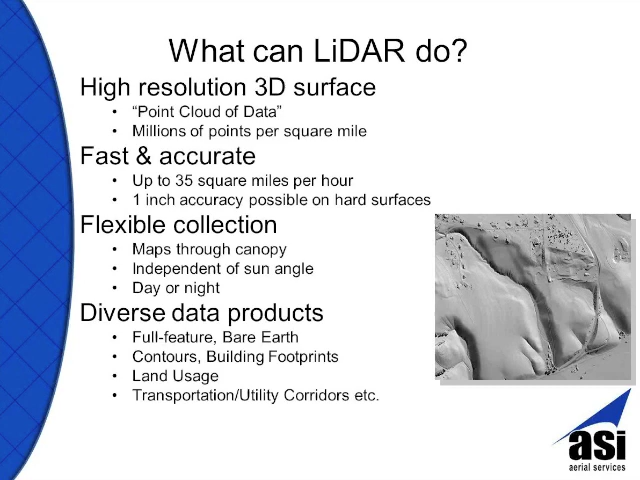 What can LiDAR do?
High resolution 3D surface
• “Point Cloud of Data”
• Millions of points per square mile
Fast & accurate
• Up to 35 square miles per hour
• 1 inch accuracy possible on hard surfaces
Flexible collection
• Maps through canopy
• Independent of sun angle
• Day or night
Diverse data products
• Full-feature, Bare Earth
• Contours, Building Footprints
• Land Usage
• Transportation/Utility Corridors etc.
asi
aerial services